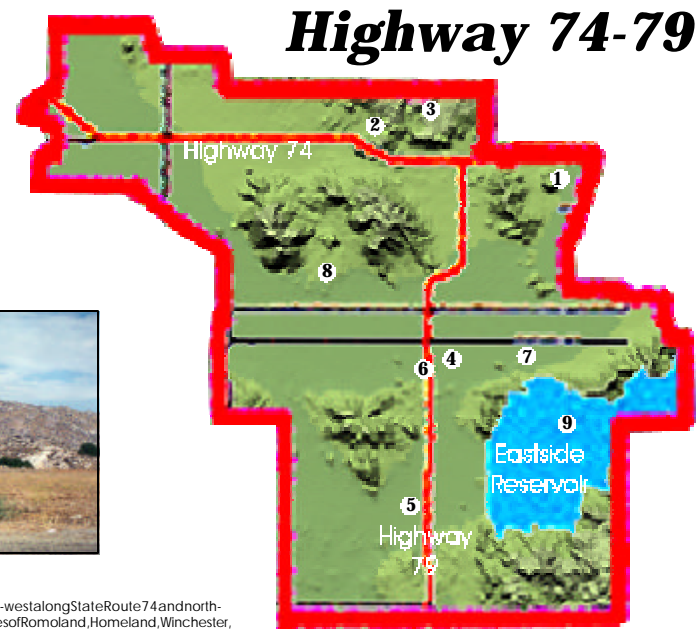 Highway 74-79
3
2
Highway 74
1
8
4
7
6
9
Eastside
Reservoir
5
Highway
79
-westalongStateRoute74andnorth-
esofRomoland,Homeland,Winchester,